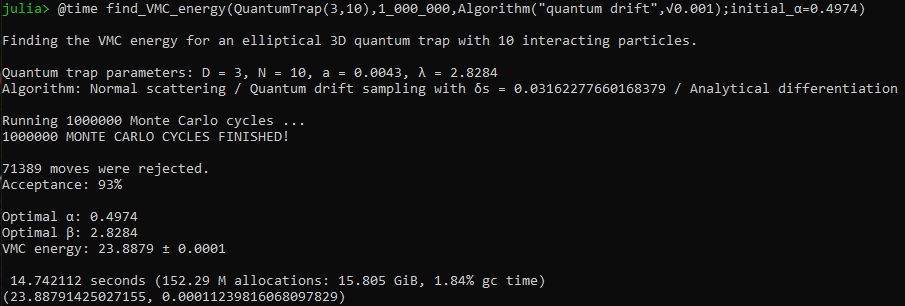 julia> @time find_VMC_energy(QuantumTrap(3,10),1_000_000,Algorithm("quantum drift",√0.001);initial_α=0.4974)
Finding the VMC energy for an elliptical 3D quantum trap with 10 interacting particles.
Quantum trap parameters: D = 3, N = 10, a = 0.0043, λ = 2.8284
Algorithm: Normal scattering / Quantum drift sampling with δs = 0.03162277660168379 / Analytical differentiation
Running 1000000 Monte Carlo cycles ...
1000000 MONTE CARLO CYCLES FINISHED!
71389 moves were rejected.
Acceptance: 93%
Optimal α: 0.4974
Optimal β: 2.8284
VMC energy: 23.8879 ± 0.0001
14.742112 seconds (152.29 M allocations: 15.805 GiB, 1.84% gc time)
(23.88791425027155, 0.00011239816068097829)